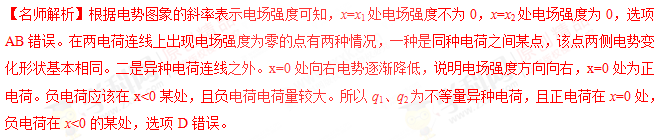 【名师解析】根据电势图象的斜率表示电场强度可知，x=x₁处电场强度不为 0，x=x₂处电场强度为 0，选项
AB 错误。在两电荷连线上出现电场强度为零的点有两种情况，一种是同种电荷之间某点，该点两侧电势变
化形状基本相同。二是异种电荷连线之外。x=0 处向右电势逐渐降低，说明电场强度方向向右，x=0 处为正
电荷。负电荷应该在 x<0 某处，且负电荷电荷量较大。所以 q₁、q₂为不等量异种电荷，且正电荷在 x=0 处，
负电荷在 x<0 的某处，选项 D 错误。